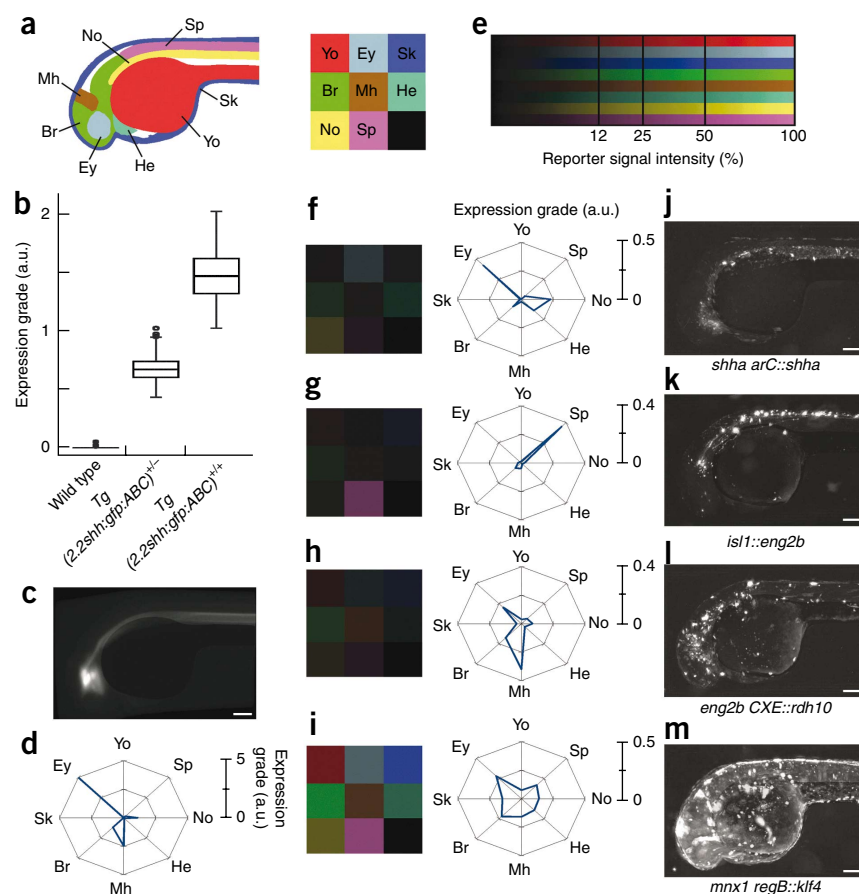 a
Sp
No
Mh
Br
Ey
He
Sk
Yo
Yo Ey Sk
Br Mh He
No Sp
e
12 25 50 100
Reporter signal intensity (%)
b
Expression grade (a.u.)
2
1
0
Wild type
Tg
(2.2shh:gfp:ABC)+/–
Tg
(2.2shh:gfp:ABC)+/+
c
d
Yo
Ey
Sp
Sk
No
Br
He
Mh
5
0
Expression
grade (a.u.)
f
Expression grade (a.u.)
Yo
Ey
Sp
Sk
No
Br
He
Mh
0.5
0
g
Yo
Ey
Sp
Sk
No
Br
He
Mh
0.4
0
h
Yo
Ey
Sp
Sk
No
Br
He
Mh
0.4
0
i
Yo
Ey
Sp
Sk
No
Br
He
Mh
0.5
0
j
shha arC::shha
k
isl1::eng2b
l
eng2b CXE::rdh10
m
mnx1 regB::klf4